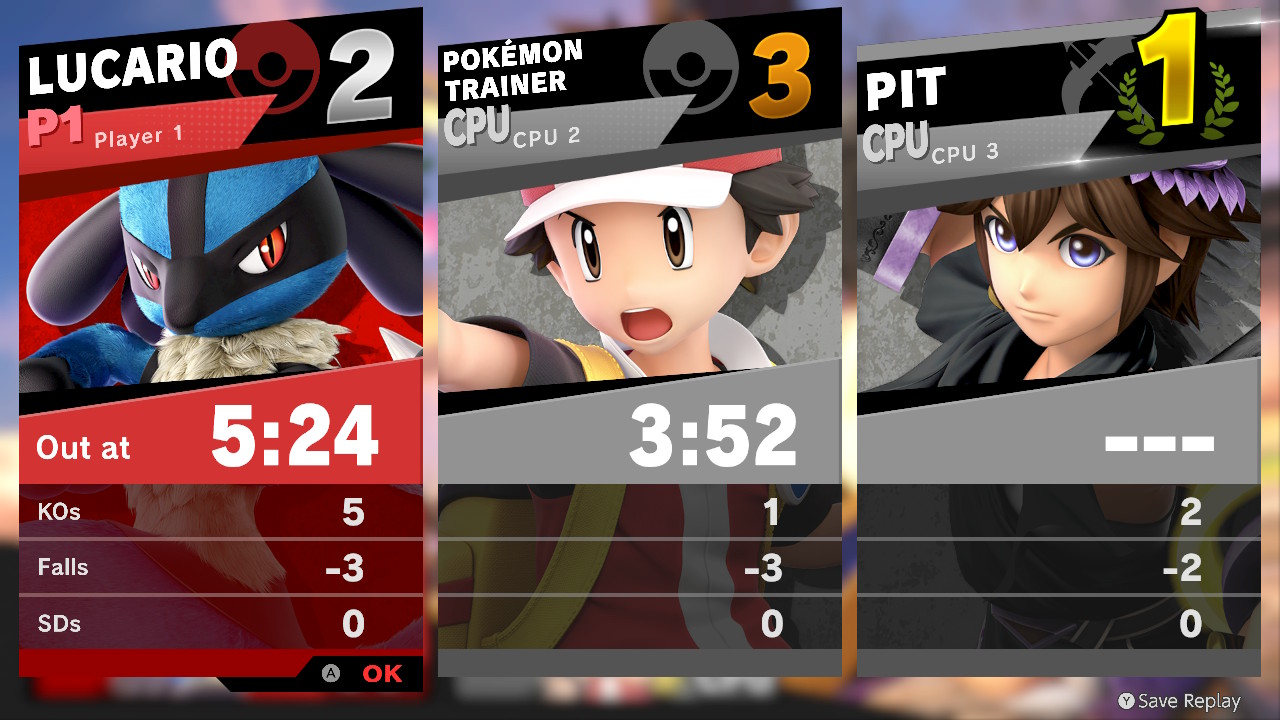 LUCARIO 2
P1 Player 1
Out at 5:24
KOs 5
Falls -3
SDs 0
A OK
POKÉMON
TRAINER 3
CPU CPU 2
3:52
1
-3
0
PIT 1
CPU CPU 3
---
2
-2
0
Y Save Replay